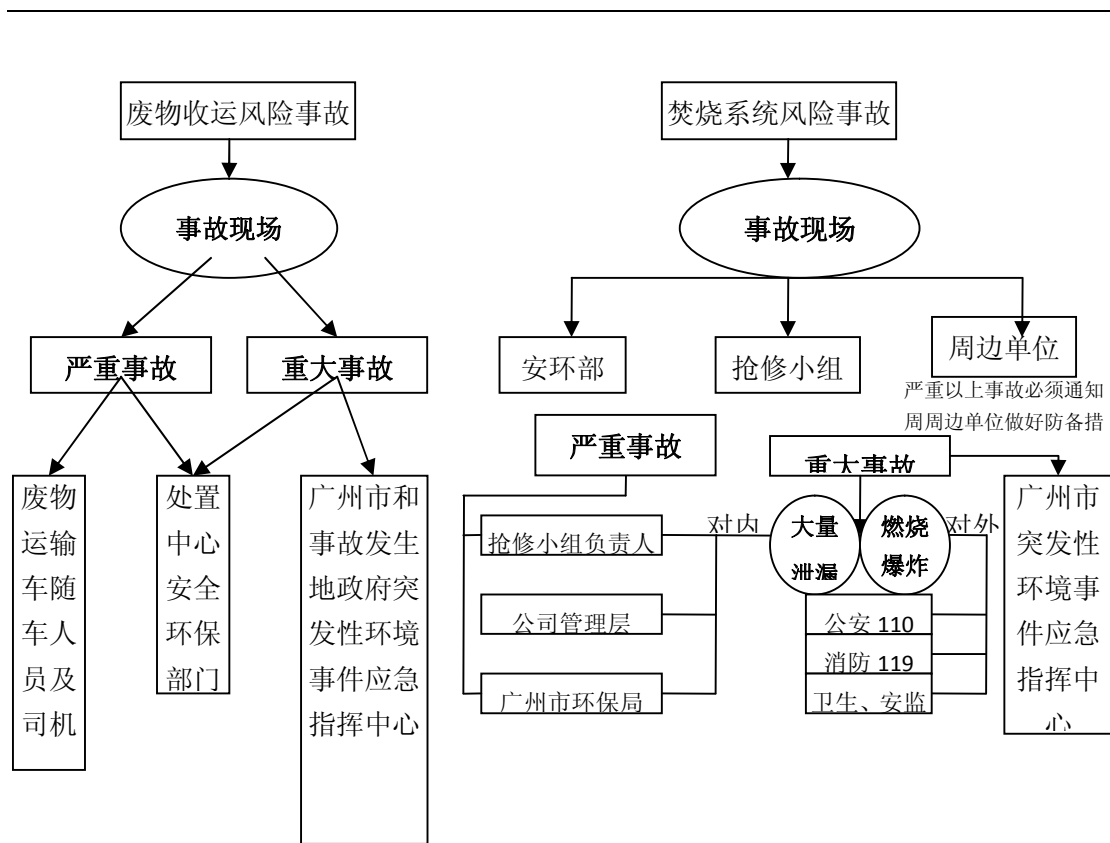 废物收运风险事故
事故现场
严重事故
重大事故
废物
运输
车随
车人
员及
司机
处置
中心
安全
环保
部门
广州市和
事故发生
地政府突
发性环境
事件应急
指挥中心
焚烧系统风险事故
事故现场
安环部
抢修小组
周边单位
严重以上事故必须通知
周周边单位做好防备措
严重事故
抢修小组负责人
公司管理层
广州市环保局
对内
重大事故
大量
泄漏
燃烧
爆炸
对外
公安 110
消防 119
卫生、安监
广州市
突发性
环境事
件应急
指挥中
心